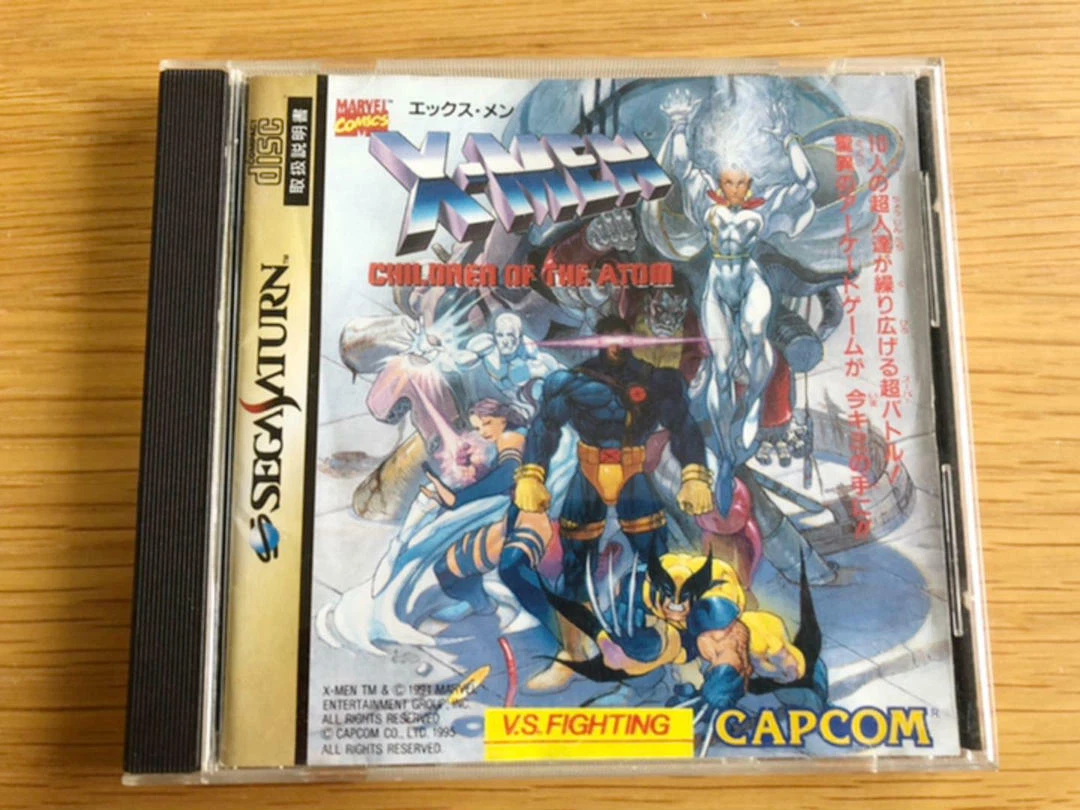 COMPACT
disc
取扱説明書
SEGA SATURN™
MARVEL™
COMICS
エックス・メン
X-MEN
CHILDREN OF THE ATOM
10人の超人達が繰り広げる超バトル!
驚異のアーケードゲームが 今キミの手に
X-MEN TM & © 1994 MARVEL
ENTERTAINMENT GROUP, INC.
ALL RIGHTS RESERVED
© CAPCOM CO., LTD. 1995
ALL RIGHTS RESERVED.
V.S. FIGHTING
CAPCOM®